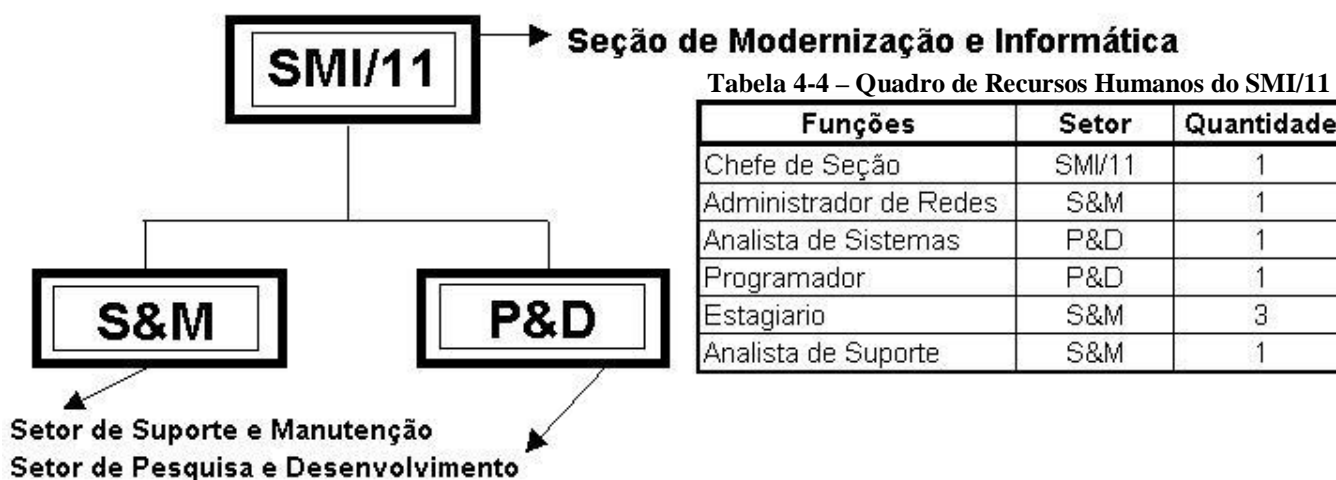 SMI/11
Seção de Modernização e Informática
S&M
P&D
Setor de Suporte e Manutenção
Setor de Pesquisa e Desenvolvimento
Tabela 4-4 – Quadro de Recursos Humanos do SMI/11
Funções Setor Quantidade
Chefe de Seção SMI/11 1
Administrador de Redes S&M 1
Analista de Sistemas P&D 1
Programador P&D 1
Estagiario S&M 3
Analista de Suporte S&M 1